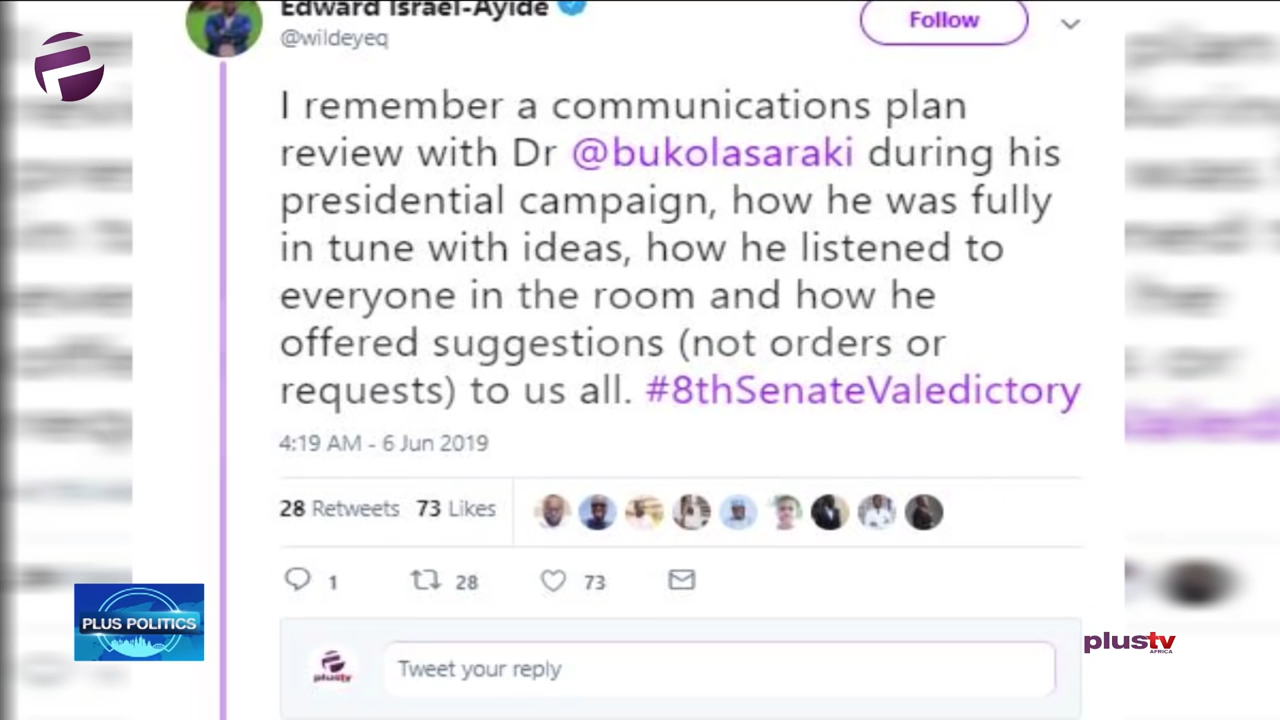 Edward Israel-Ayide
@wildeyeq
Follow
I remember a communications plan
review with Dr @bukolasaraki during his
presidential campaign, how he was fully
in tune with ideas, how he listened to
everyone in the room and how he
offered suggestions (not orders or
requests) to us all. #8thSenateValedictory
4:19 AM - 6 Jun 2019
28 Retweets 73 Likes
1 28 73
PLUS POLITICS
plustv
AFRICA
plustv
Tweet your reply